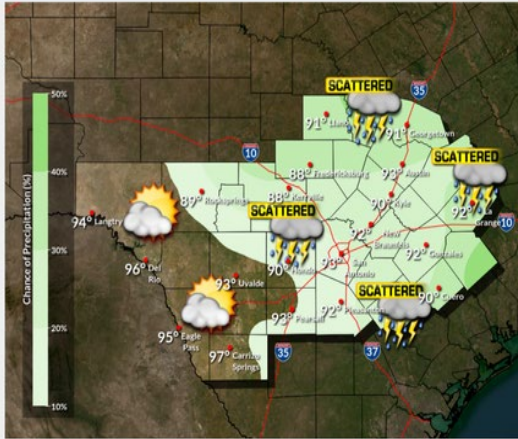 50%
40%
30%
20%
10%
Chance of Precipitation (%)
SCATTERED
35
91° Llano
91° Georgetown
10
88° Fredericksburg
93° Austin
SCATTERED
89° Rocksprings
88° Kerrville
90° Kyle
92°
Grange
94° Langtry
SCATTERED
92° New
Braunfels
10
96° Del
Rio
93° Uvalde
90° Hondo
93° San
Antonio
92° Gonzales
SCATTERED
90° Cuero
93° Pearsall
92° Pleasanton
95° Eagle
Pass
97° Carrizo
Springs
35
37